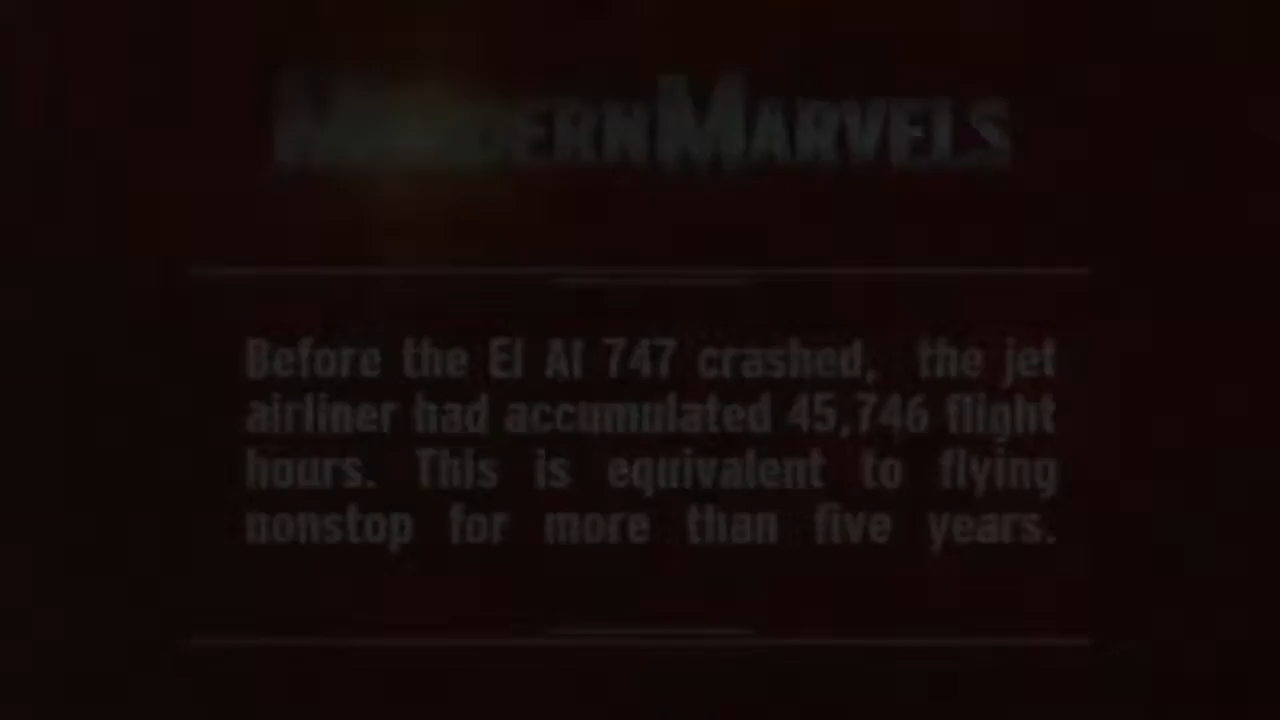 MODERNMARVELS
Before the El Al 747 crashed, the jet
airliner had accumulated 45,746 flight
hours. This is equivalent to flying
nonstop for more than five years.